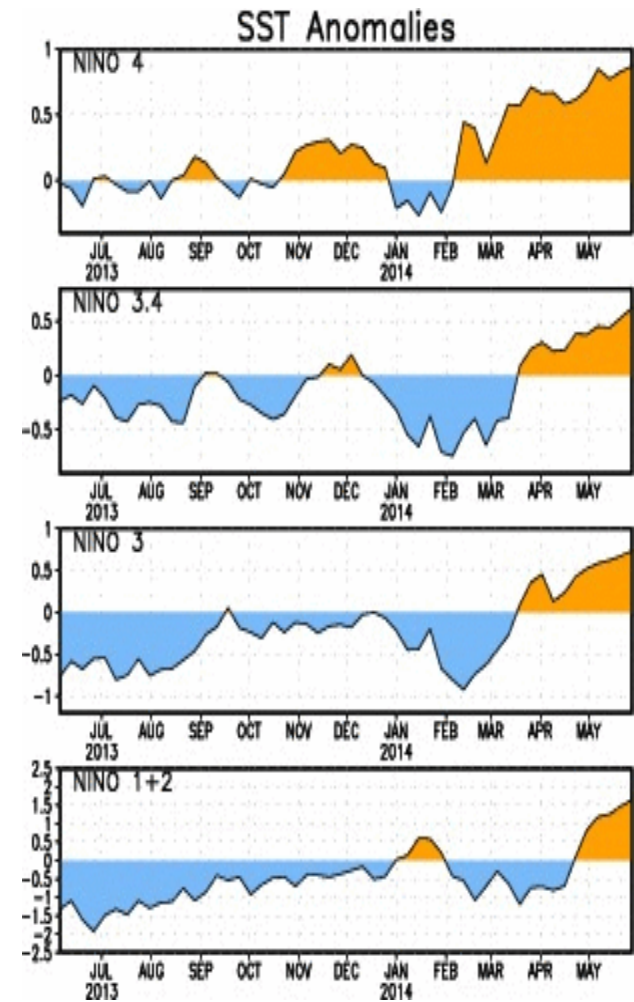 SST Anomalies
NINO 4
1
0.5
0
JUL AUG SEP OCT NOV DEC JAN FEB MAR APR MAY
2013 2014
NINO 3.4
0.5
0
-0.5
JUL AUG SEP OCT NOV DEC JAN FEB MAR APR MAY
2013 2014
1
NINO 3
0.5
0
-0.5
-1
JUL AUG SEP OCT NOV DEC JAN FEB MAR APR MAY
2013 2014
2.5
NINO 1+2
2
1.5
1
0.5
0
-0.5
-1
-1.5
-2
-2.5
JUL AUG SEP OCT NOV DEC JAN FEB MAR APR MAY
2013 2014